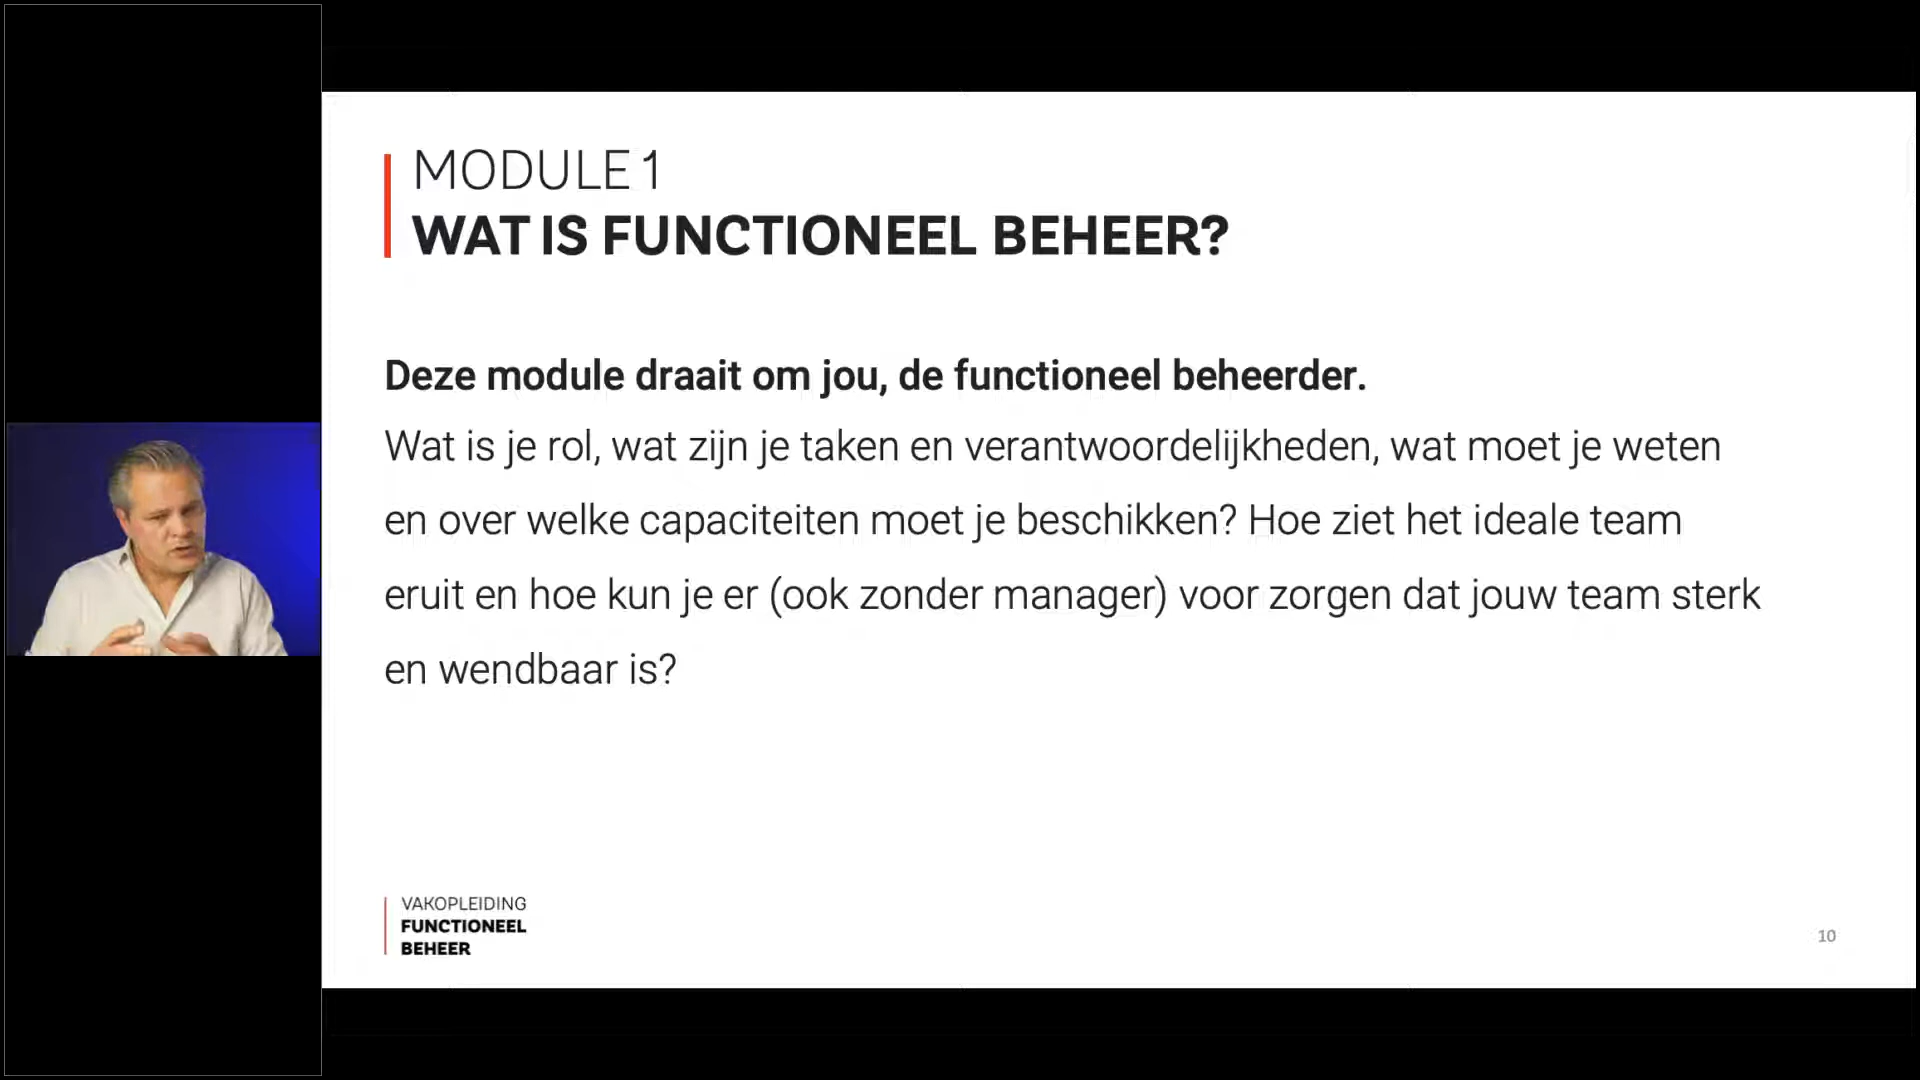 MODULE 1
WAT IS FUNCTIONEEL BEHEER?
Deze module draait om jou, de functioneel beheerder.
Wat is je rol, wat zijn je taken en verantwoordelijkheden, wat moet je weten
en over welke capaciteiten moet je beschikken? Hoe ziet het ideale team
eruit en hoe kun je er (ook zonder manager) voor zorgen dat jouw team sterk
en wendbaar is?
VAKOPLEIDING
FUNCTIONEEL
BEHEER
10